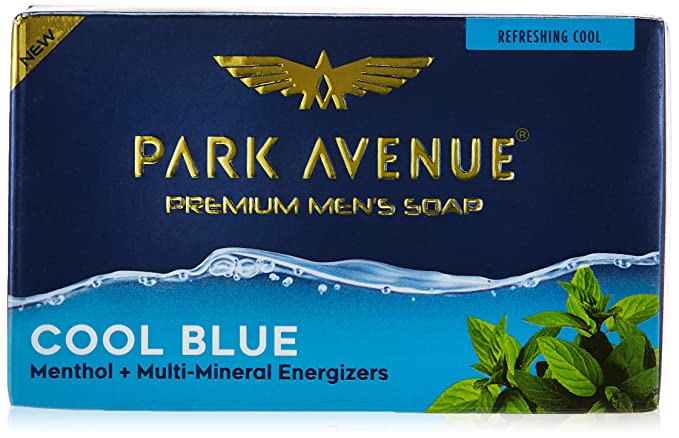 NEW
REFRESHING COOL
PARK AVENUE®
PREMIUM MEN'S SOAP
COOL BLUE
Menthol + Multi-Mineral Energizers